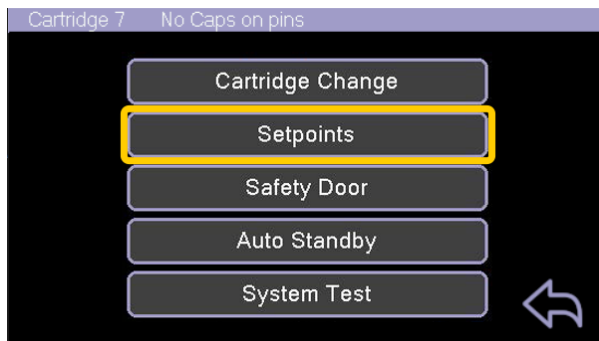 Cartridge 7 No Caps on pins
Cartridge Change
Setpoints
Safety Door
Auto Standby
System Test